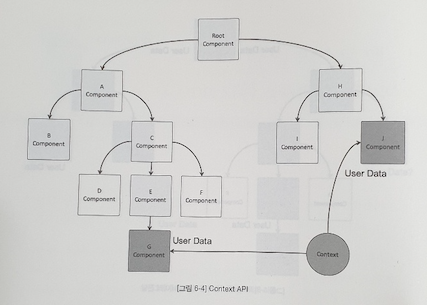 Root
Component
A
Component
H
Component
B
Component
C
Component
I
Component
J
Component
User Data
D
Component
E
Component
F
Component
G
Component
User Data
Context
[그림 6-4] Context API